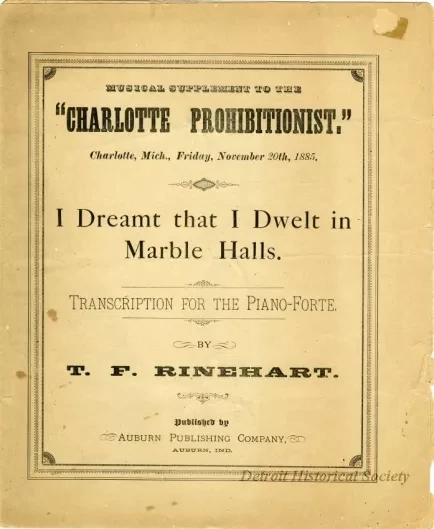 MUSICAL SUPPLEMENT TO THE
"CHARLOTTE PROHIBITIONIST."
Charlotte, Mich., Friday, November 20th, 1885.
I Dreamt that I Dwelt in
Marble Halls.
TRANSCRIPTION FOR THE PIANO-FORTE.
BY
T. F. RINEHART.
Published by
AUBURN PUBLISHING COMPANY,
AUBURN, IND.
Detroit Historical Society